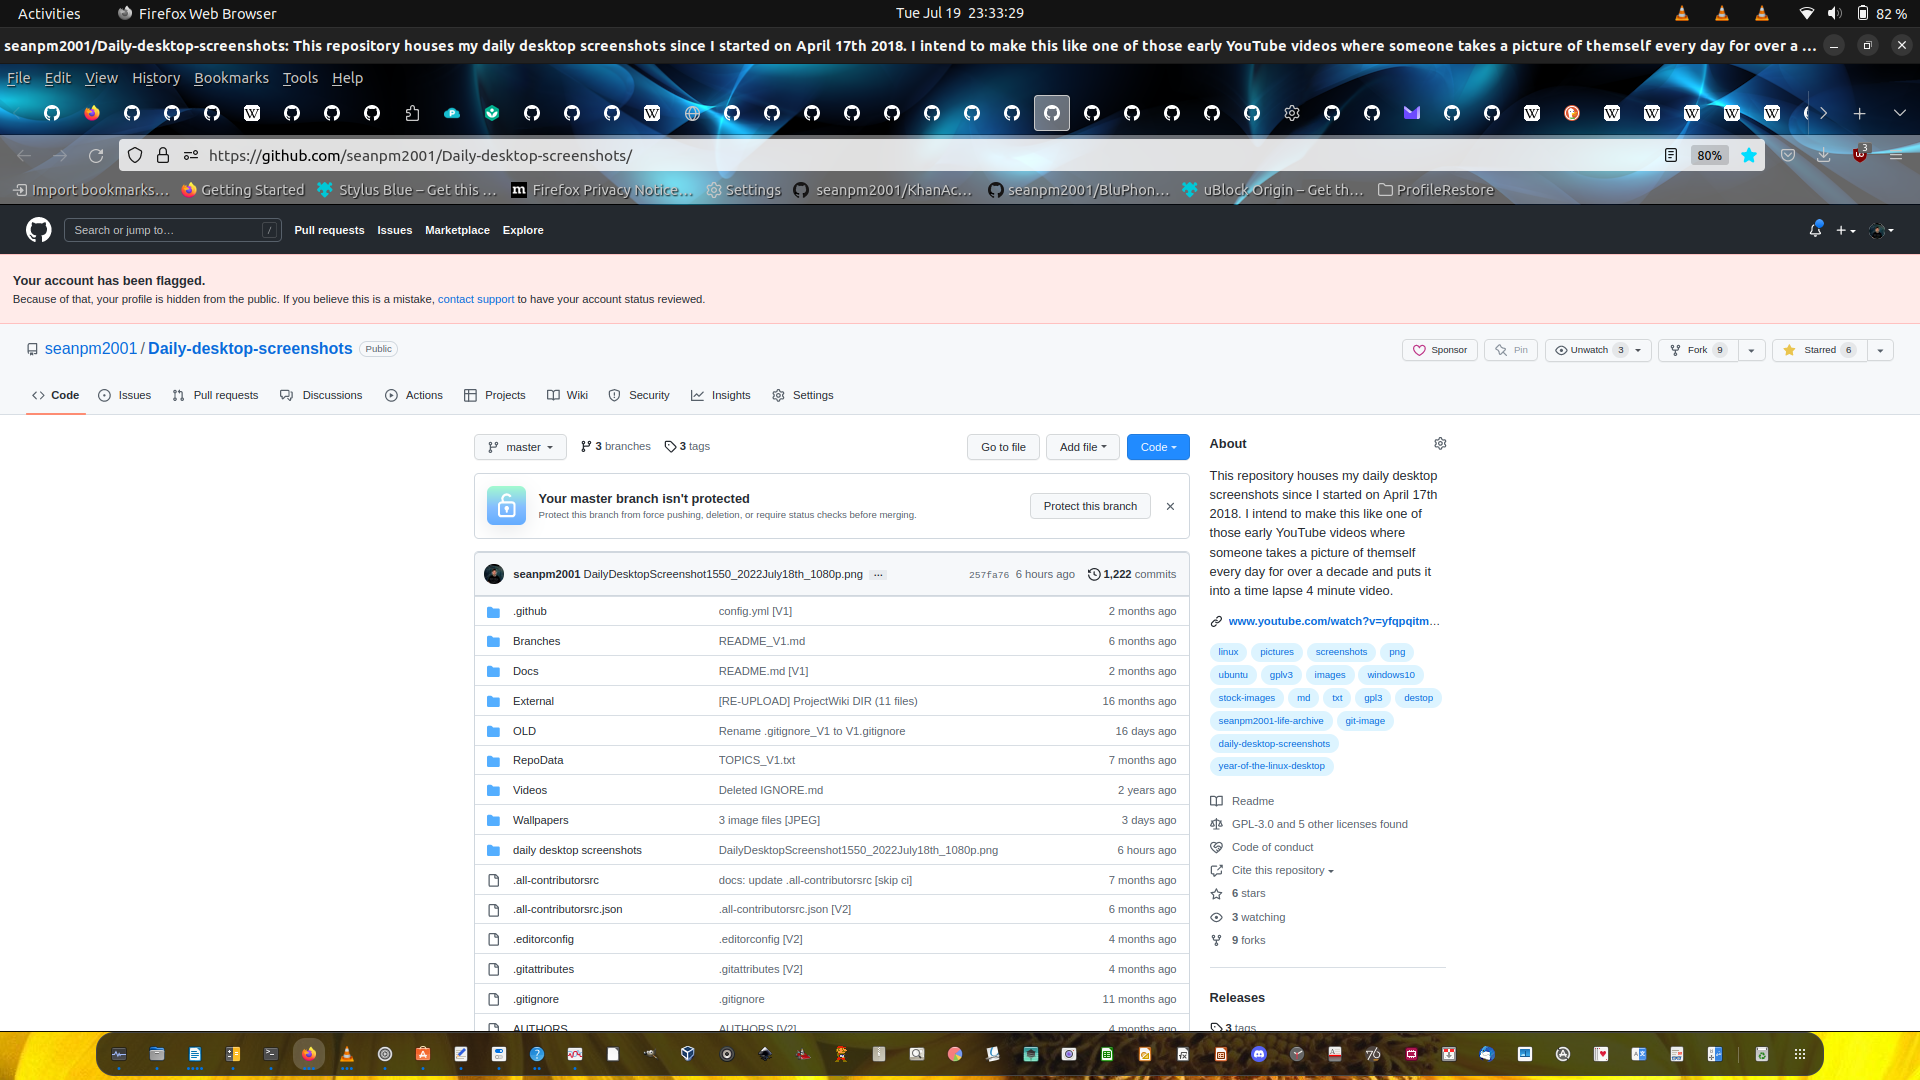 Activities Firefox Web Browser Tue Jul 19 23:33:29 82 %
seanpm2001/Daily-desktop-screenshots: This repository houses my daily desktop screenshots since I started on April 17th 2018. I intend to make this like one of those early YouTube videos where someone takes a picture of themself every day for over a …
File Edit View History Bookmarks Tools Help
https://github.com/seanpm2001/Daily-desktop-screenshots/ 80% 3
Import bookmarks… Getting Started Stylus Blue – Get this … Firefox Privacy Notice… Settings seanpm2001/KhanAc… seanpm2001/BluPhon… uBlock Origin – Get th… ProfileRestore
Search or jump to… / Pull requests Issues Marketplace Explore
Your account has been flagged.
Because of that, your profile is hidden from the public. If you believe this is a mistake, contact support to have your account status reviewed.
seanpm2001 / Daily-desktop-screenshots Public Sponsor Pin Unwatch 3 Fork 9 Starred 6
Code Issues Pull requests Discussions Actions Projects Wiki Security Insights Settings
master 3 branches 3 tags Go to file Add file Code
Your master branch isn't protected
Protect this branch from force pushing, deletion, or require status checks before merging.
Protect this branch
seanpm2001 DailyDesktopScreenshot1550_2022July18th_1080p.png … 257fa76 6 hours ago 1,222 commits
.github config.yml [V1] 2 months ago
Branches README_V1.md 6 months ago
Docs README.md [V1] 2 months ago
External [RE-UPLOAD] ProjectWiki DIR (11 files) 16 months ago
OLD Rename .gitignore_V1 to V1.gitignore 16 days ago
RepoData TOPICS_V1.txt 7 months ago
Videos Deleted IGNORE.md 2 years ago
Wallpapers 3 image files [JPEG] 3 days ago
daily desktop screenshots DailyDesktopScreenshot1550_2022July18th_1080p.png 6 hours ago
.all-contributorsrc docs: update .all-contributorsrc [skip ci] 7 months ago
.all-contributorsrc.json .all-contributorsrc.json [V2] 6 months ago
.editorconfig .editorconfig [V2] 4 months ago
.gitattributes .gitattributes [V2] 4 months ago
.gitignore .gitignore 11 months ago
AUTHORS AUTHORS [V2] 4 months ago
About
This repository houses my daily desktop
screenshots since I started on April 17th
2018. I intend to make this like one of
those early YouTube videos where
someone takes a picture of themself
every day for over a decade and puts it
into a time lapse 4 minute video.
www.youtube.com/watch?v=yfqpqitm…
linux pictures screenshots png
ubuntu gplv3 images windows10
stock-images md txt gpl3 destop
seanpm2001-life-archive git-image
daily-desktop-screenshots
year-of-the-linux-desktop
Readme
GPL-3.0 and 5 other licenses found
Code of conduct
Cite this repository
6 stars
3 watching
9 forks
Releases
3 tags